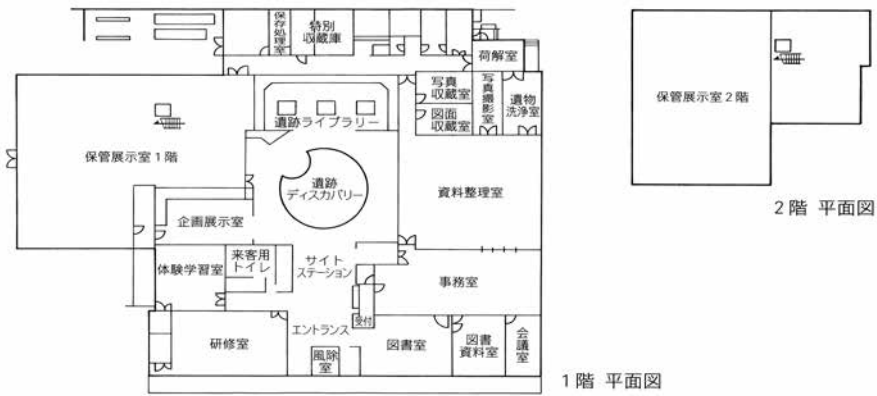 保存処理室
特別
収蔵庫
荷解室
写真
収蔵室
写真撮影室
遺物
洗浄室
図面
収蔵室
遺跡ライブラリー
保管展示室1階
遺跡
ディスカバリー
資料整理室
企画展示室
来客用
トイレ
サイト
ステーション
体験学習室
事務室
受付
エントランス
研修室
風除室
図書室
図書
資料室
会議室
1階 平面図
保管展示室2階
2階 平面図